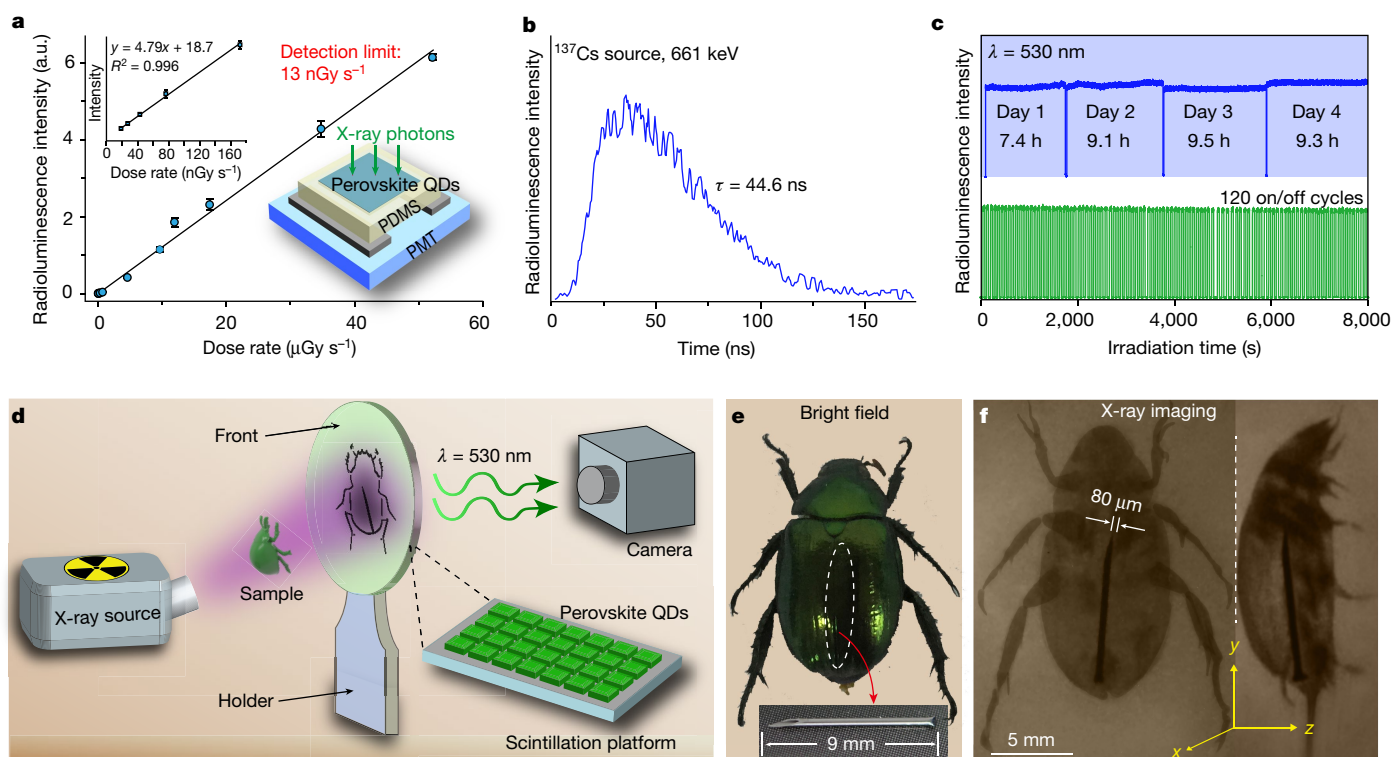 a
y = 4.79x + 18.7
R² = 0.996
Intensity
0 40 80 120 160
Dose rate (nGy s⁻¹)
Detection limit:
13 nGy s⁻¹
X-ray photons
Perovskite QDs
PDMS
PMT
Radioluminescence intensity (a.u.)
6
4
2
0
0 20 40 60
Dose rate (μGy s⁻¹)
b
¹³⁷Cs source, 661 keV
τ = 44.6 ns
Radioluminescence intensity
0 50 100 150
Time (ns)
c
λ = 530 nm
Day 1 Day 2 Day 3 Day 4
7.4 h 9.1 h 9.5 h 9.3 h
120 on/off cycles
Radioluminescence intensity
0 2,000 4,000 6,000 8,000
Irradiation time (s)
d
Front
λ = 530 nm
Camera
Sample
X-ray source
Perovskite QDs
Holder
Scintillation platform
e
Bright field
9 mm
f
X-ray imaging
80 μm
y
z
x
5 mm